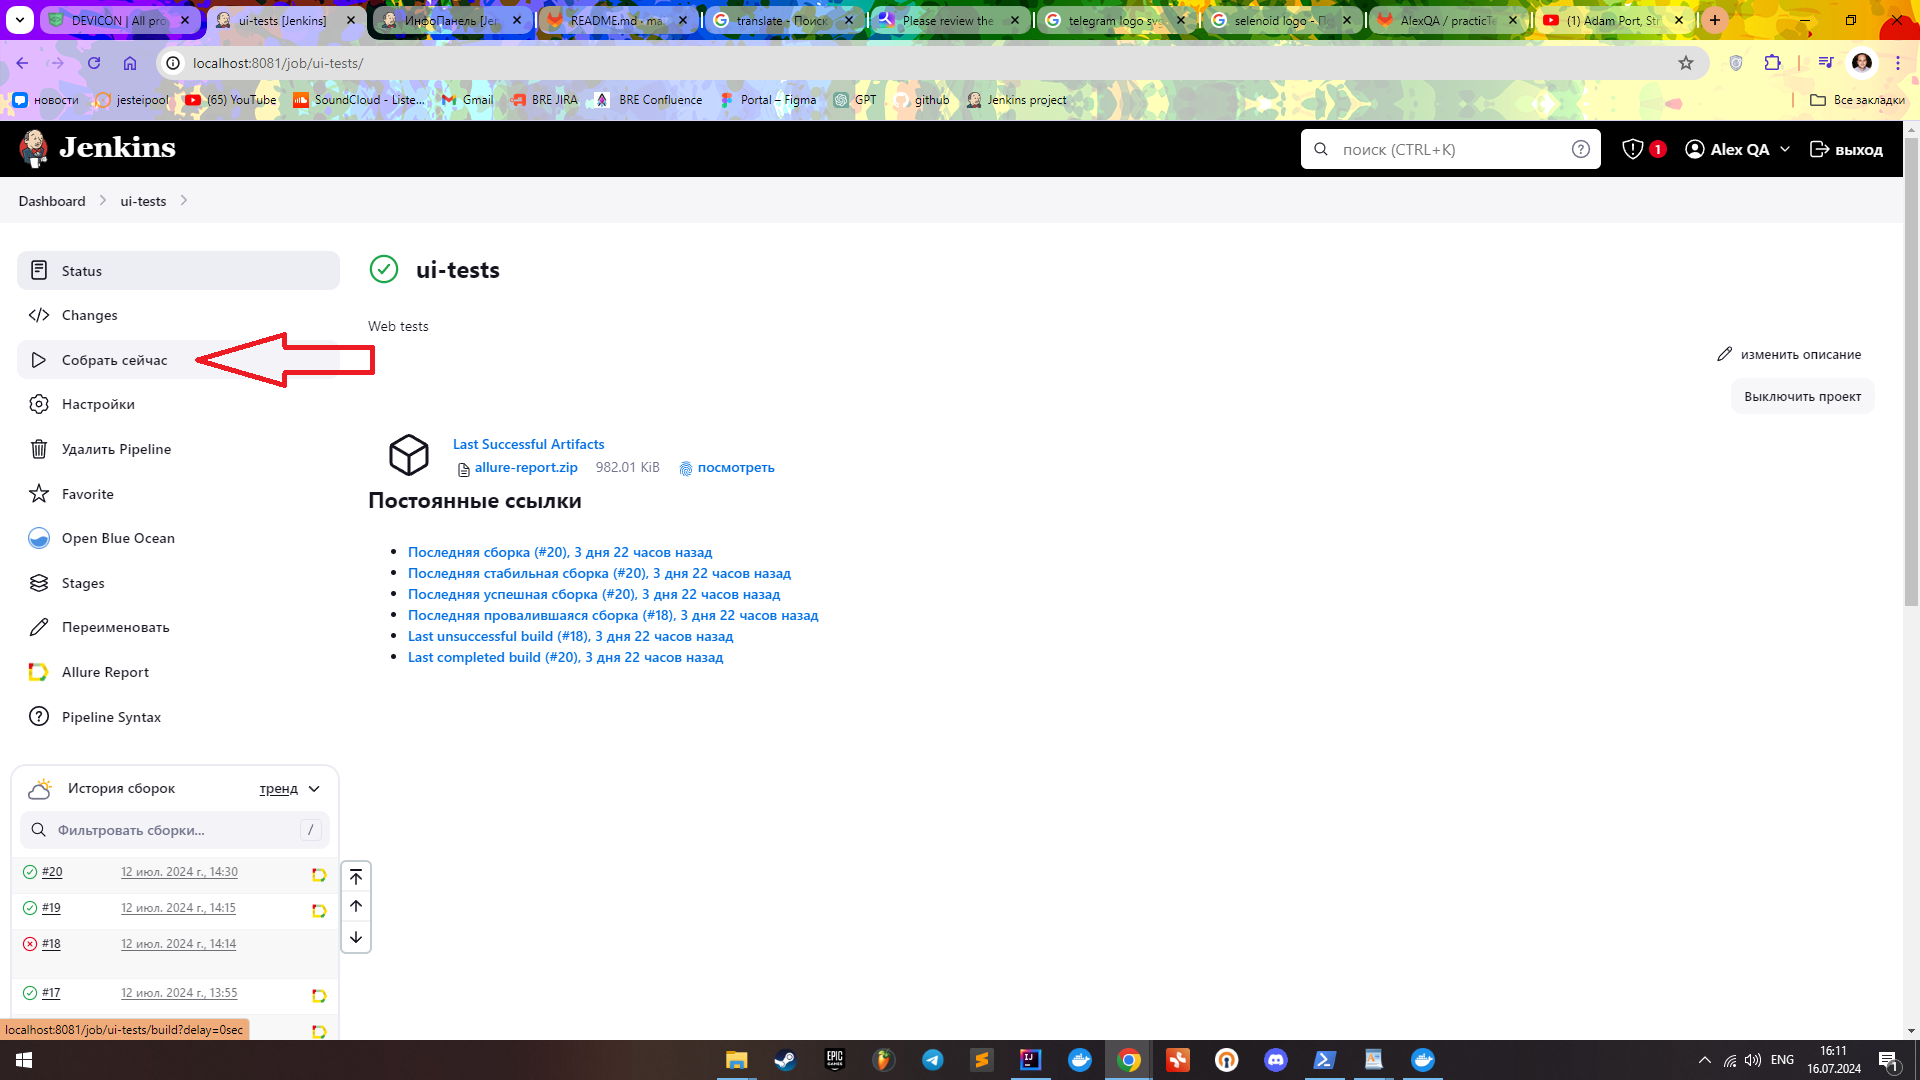 DEVICON | All pro
ui-tests [Jenkins]
ИнфоПанель [Jen
README.md · ma
translate - Поиск
Please review the
telegram logo svg
selenoid logo - По
AlexQA / practicTe
(1) Adam Port, Str
localhost:8081/job/ui-tests/
новости
jesteipool
(65) YouTube
SoundCloud - Liste...
Gmail
BRE JIRA
BRE Confluence
Portal – Figma
GPT
github
Jenkins project
Все закладки
Jenkins
поиск (CTRL+K)
1
Alex QA
выход
Dashboard
ui-tests
Status
Changes
Собрать сейчас
Настройки
Удалить Pipeline
Favorite
Open Blue Ocean
Stages
Переименовать
Allure Report
Pipeline Syntax
ui-tests
Web tests
изменить описание
Выключить проект
Last Successful Artifacts
allure-report.zip 982.01 KiB посмотреть
Постоянные ссылки
Последняя сборка (#20), 3 дня 22 часов назад
Последняя стабильная сборка (#20), 3 дня 22 часов назад
Последняя успешная сборка (#20), 3 дня 22 часов назад
Последняя провалившаяся сборка (#18), 3 дня 22 часов назад
Last unsuccessful build (#18), 3 дня 22 часов назад
Last completed build (#20), 3 дня 22 часов назад
История сборок
тренд
Фильтровать сборки...
/
#20 12 июл. 2024 г., 14:30
#19 12 июл. 2024 г., 14:15
#18 12 июл. 2024 г., 14:14
#17 12 июл. 2024 г., 13:55
localhost:8081/job/ui-tests/build?delay=0sec
EPIC GAMES
ENG
16:11
16.07.2024
1